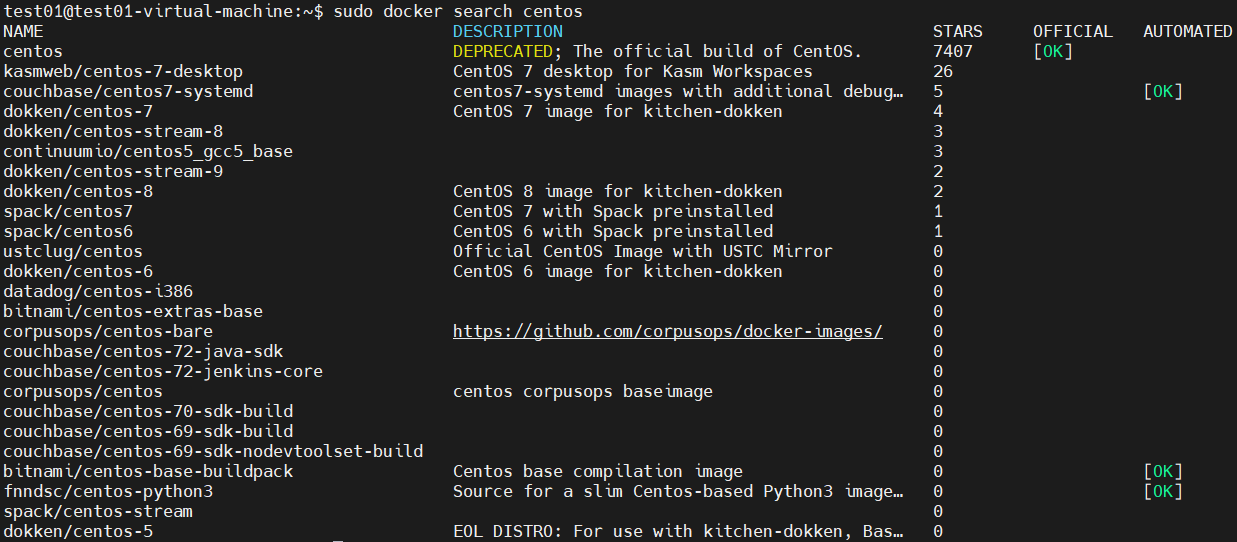 test01@test01-virtual-machine:~$ sudo docker search centos
NAME DESCRIPTION STARS OFFICIAL AUTOMATED
centos DEPRECATED; The official build of CentOS. 7407 [OK]
kasmweb/centos-7-desktop CentOS 7 desktop for Kasm Workspaces 26
couchbase/centos7-systemd centos7-systemd images with additional debug… 5 [OK]
dokken/centos-7 CentOS 7 image for kitchen-dokken 4
dokken/centos-stream-8 3
continuumio/centos5_gcc5_base 3
dokken/centos-stream-9 2
dokken/centos-8 CentOS 8 image for kitchen-dokken 2
spack/centos7 CentOS 7 with Spack preinstalled 1
spack/centos6 CentOS 6 with Spack preinstalled 1
ustclug/centos Official CentOS Image with USTC Mirror 0
dokken/centos-6 CentOS 6 image for kitchen-dokken 0
datadog/centos-i386 0
bitnami/centos-extras-base 0
corpusops/centos-bare https://github.com/corpusops/docker-images/ 0
couchbase/centos-72-java-sdk 0
couchbase/centos-72-jenkins-core 0
corpusops/centos centos corpusops baseimage 0
couchbase/centos-70-sdk-build 0
couchbase/centos-69-sdk-build 0
couchbase/centos-69-sdk-nodevtoolset-build 0
bitnami/centos-base-buildpack Centos base compilation image 0 [OK]
fnndsc/centos-python3 Source for a slim Centos-based Python3 image… 0 [OK]
spack/centos-stream 0
dokken/centos-5 EOL DISTRO: For use with kitchen-dokken, Bas… 0